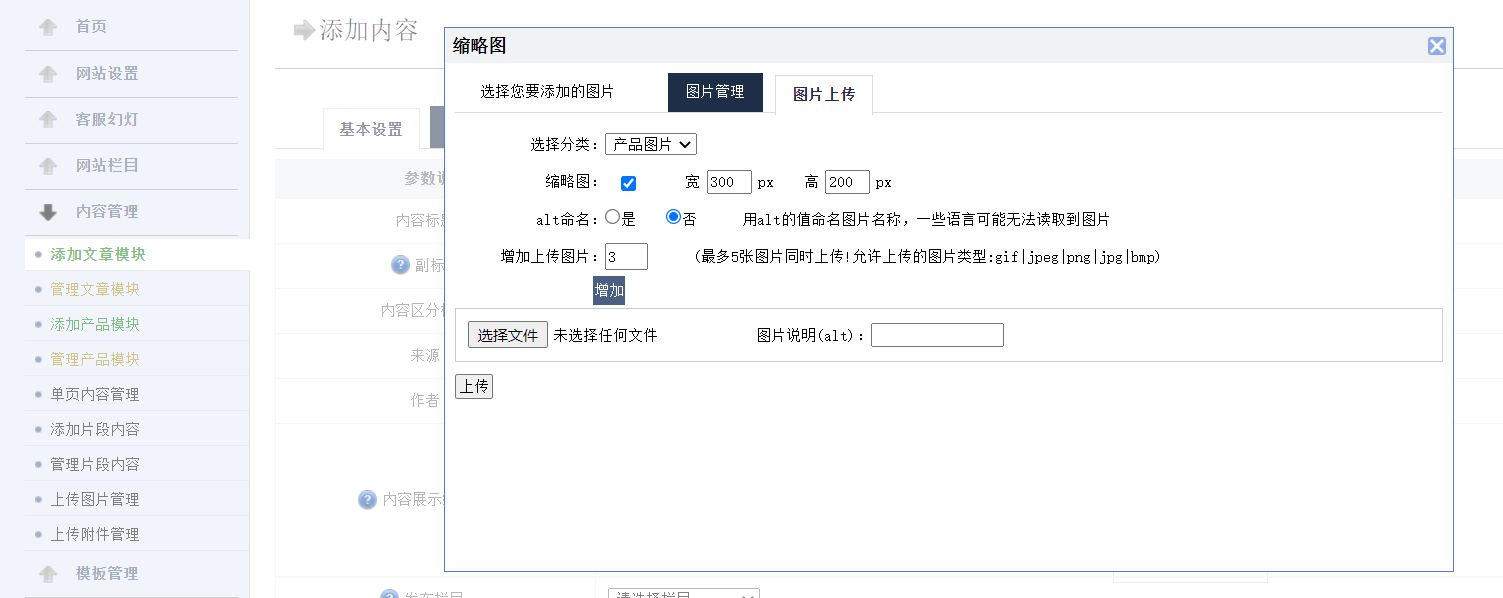 首页
网站设置
客服幻灯
网站栏目
内容管理
添加文章模块
管理文章模块
添加产品模块
管理产品模块
单页内容管理
添加片段内容
管理片段内容
上传图片管理
上传附件管理
模板管理
添加内容
基本设置
参数
内容标
副标
内容区分
来源
作者
内容展示
发布栏目
请选择栏目
缩略图
选择您要添加的图片 图片管理 图片上传
选择分类： 产品图片
缩略图： 宽 300 px 高 200 px
alt命名：是 否 用alt的值命名图片名称，一些语言可能无法读取到图片
增加上传图片： 3 (最多5张图片同时上传!允许上传的图片类型:gif|jpeg|png|jpg|bmp)
增加
选择文件 未选择任何文件 图片说明(alt)：
上传